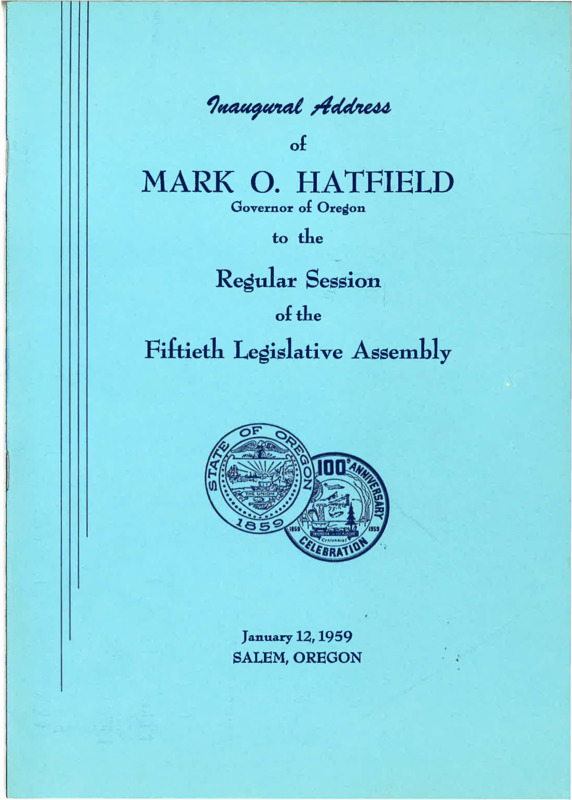 Inaugural Address
of
MARK O. HATFIELD
Governor of Oregon
to the
Regular Session
of the
Fiftieth Legislative Assembly
STATE OF OREGON
1859
100th ANNIVERSARY
1859 1959
Centennial
CELEBRATION
January 12, 1959
SALEM, OREGON